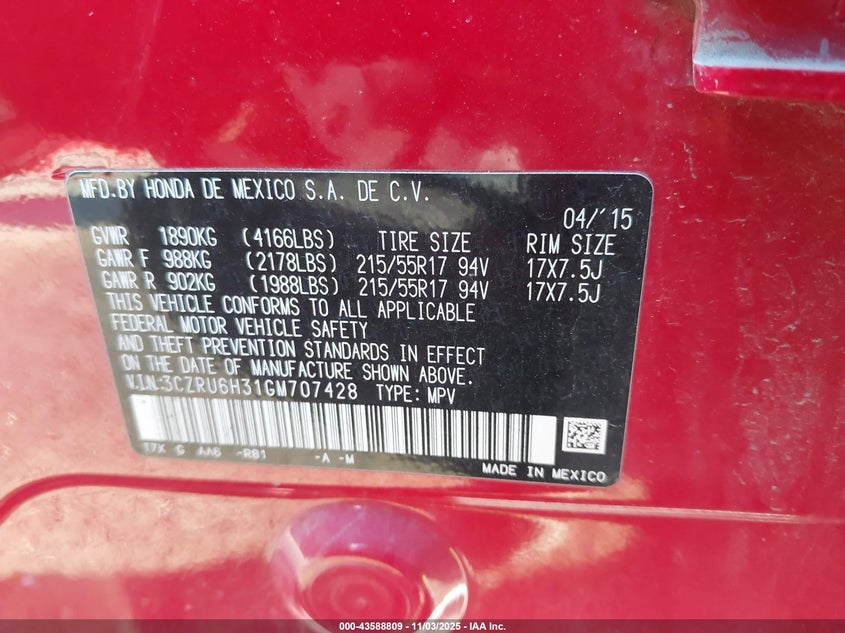 MFD.BY HONDA DE MEXICO S.A. DE C.V.
04/'15
GVWR 1890KG (4166LBS) TIRE SIZE RIM SIZE
GAWR F 988KG (2178LBS) 215/55R17 94V 17X7.5J
GAWR R 902KG (1988LBS) 215/55R17 94V 17X7.5J
THIS VEHICLE CONFORMS TO ALL APPLICABLE
FEDERAL MOTOR VEHICLE SAFETY
AND THEFT PREVENTION STANDARDS IN EFFECT
ON THE DATE OF MANUFACTURE SHOWN ABOVE.
V.I.N:3CZRU6H31GM707428 TYPE: MPV
T7X G AA6 -R81 -A -M
MADE IN MEXICO
000-43588809 - 11/03/2025 - IAA Inc.